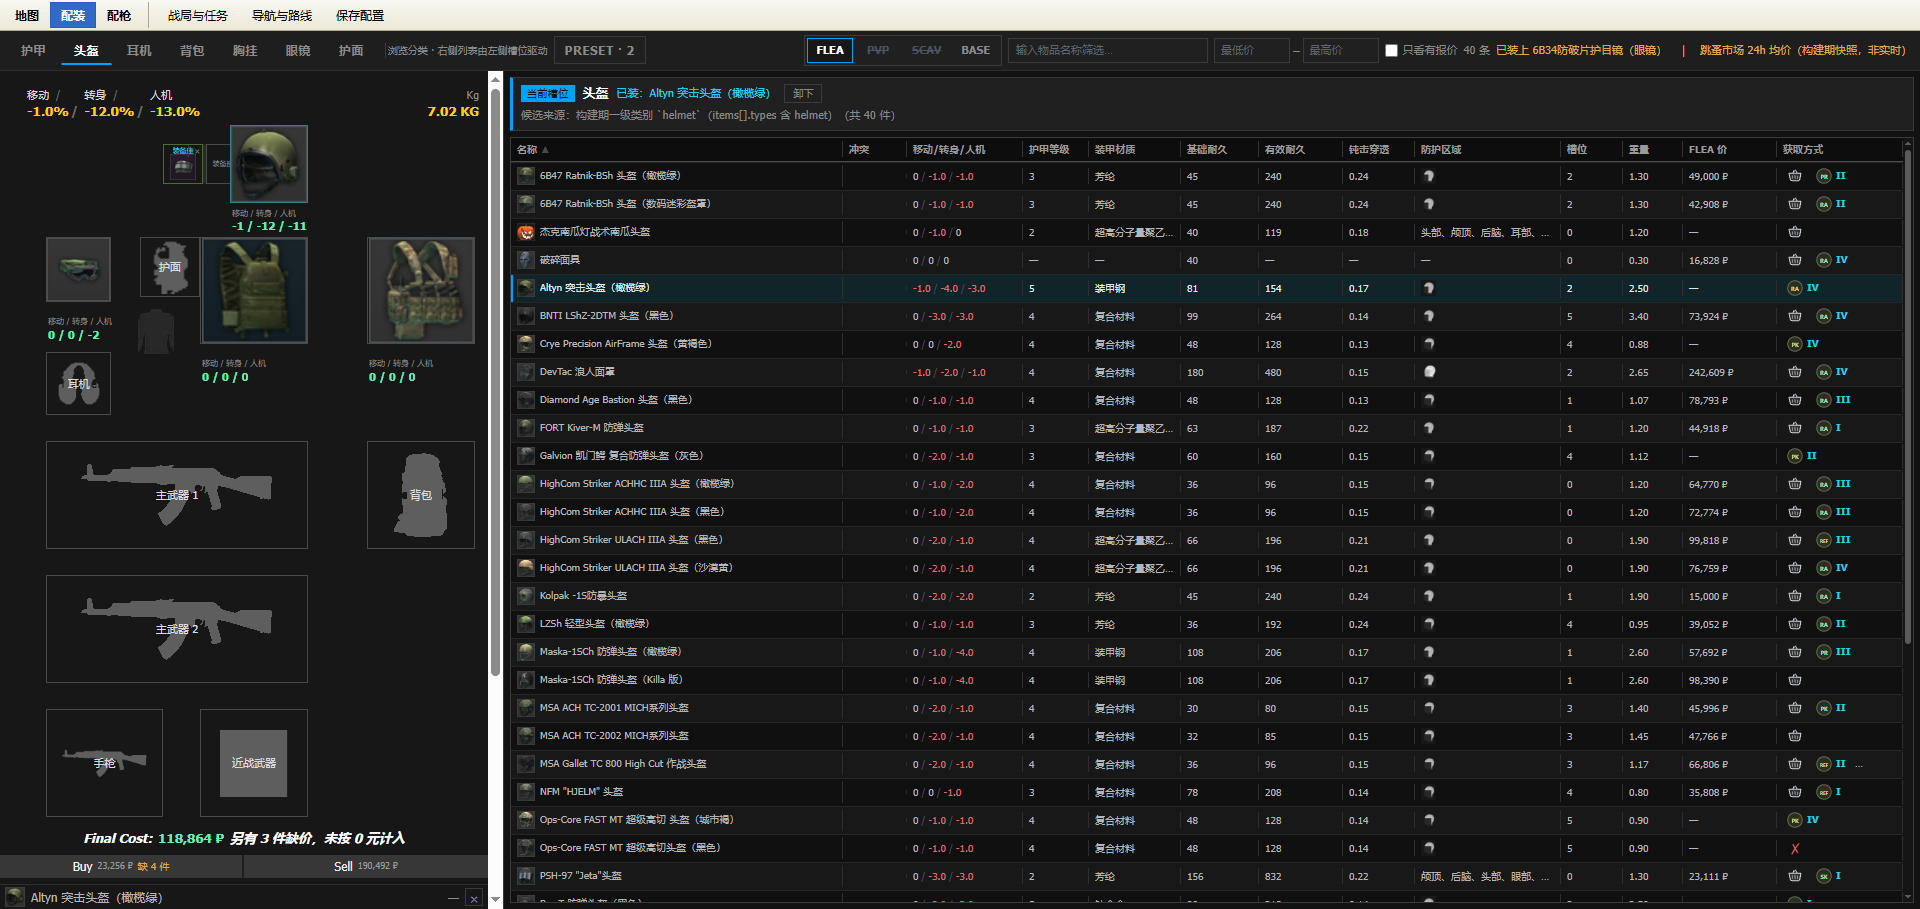 地图 配装 配枪 战局与任务 导航与路线 保存配置
护甲 头盔 耳机 背包 胸挂 眼镜 护面 浏览分类 · 右侧列表由左侧槽位驱动 PRESET · 2 FLEA PVP SCAV BASE 输入物品名称筛选... 最低价 — 最高价 只看有报价 40 条 已装上 6B34防破片护目镜（眼镜） | 跳蚤市场 24h 均价（构建期快照，非实时）
移动 / 转身 / 人机 Kg
-1.0% / -12.0% / -13.0% 7.02 KG
移动 / 转身 / 人机
-1 / -12 / -11
护面
移动 / 转身 / 人机
0 / 0 / -2
移动 / 转身 / 人机
0 / 0 / 0
移动 / 转身 / 人机
0 / 0 / 0
耳机
主武器 1
背包
主武器 2
手枪
近战武器
Final Cost: 118,864 ₽ 另有 3 件缺价，未按 0 元计入
Buy 23,256 ₽ 缺 4 件 Sell 190,492 ₽
Altyn 突击头盔（橄榄绿） — ×
当前槽位 头盔 已装: Altyn 突击头盔（橄榄绿） 卸下
候选来源: 构建期一级类别 `helmet`（items[].types 含 helmet） （共 40 件）
名称 ▲ 冲突 移动/转身/人机 护甲等级 装甲材质 基础耐久 有效耐久 钝击穿透 防护区域 槽位 重量 FLEA 价 获取方式
6B47 Ratnik-BSh 头盔（橄榄绿） 0 / -1.0 / -1.0 3 芳纶 45 240 0.24 2 1.30 49,000 ₽ PR II
6B47 Ratnik-BSh 头盔（数码迷彩盔罩） 0 / -1.0 / -1.0 3 芳纶 45 240 0.24 2 1.30 42,908 ₽ RA II
杰克南瓜灯战术南瓜头盔 0 / -1.0 / 0 2 超高分子量聚乙... 40 119 0.18 头部、颅顶、后脑、耳部、... 0 1.20 —
破碎面具 0 / 0 / 0 — — 40 — — — 0 0.30 16,828 ₽ RA IV
Altyn 突击头盔（橄榄绿） -1.0 / -4.0 / -3.0 5 装甲钢 81 154 0.17 2 2.50 — RA IV
BNTI LShZ-2DTM 头盔（黑色） 0 / -3.0 / -3.0 4 复合材料 99 264 0.14 5 3.40 73,924 ₽ RA IV
Crye Precision AirFrame 头盔（黄褐色） 0 / 0 / -2.0 4 复合材料 48 128 0.13 4 0.88 — PK IV
DevTac 浪人面罩 -1.0 / -2.0 / -1.0 4 复合材料 180 480 0.15 2 2.65 242,609 ₽ RA IV
Diamond Age Bastion 头盔（黑色） 0 / -1.0 / -1.0 4 复合材料 48 128 0.13 1 1.07 78,793 ₽ RA III
FORT Kiver-M 防弹头盔 0 / -1.0 / -1.0 3 超高分子量聚乙... 63 187 0.22 1 1.20 44,918 ₽ RA I
Galvion 凯门鳄 复合防弹头盔（灰色） 0 / -2.0 / -1.0 3 复合材料 60 160 0.15 4 1.12 — PK II
HighCom Striker ACHHC IIIA 头盔（橄榄绿） 0 / -1.0 / -2.0 4 复合材料 36 96 0.15 0 1.20 64,770 ₽ RA III
HighCom Striker ACHHC IIIA 头盔（黑色） 0 / -1.0 / -2.0 4 复合材料 36 96 0.15 0 1.20 72,774 ₽ RA III
HighCom Striker ULACH IIIA 头盔（黑色） 0 / -2.0 / -1.0 4 超高分子量聚乙... 66 196 0.21 0 1.90 99,818 ₽ REF III
HighCom Striker ULACH IIIA 头盔（沙漠黄） 0 / -2.0 / -1.0 4 超高分子量聚乙... 66 196 0.21 0 1.90 76,759 ₽ RA IV
Kolpak -1S防暴头盔 0 / -2.0 / -2.0 2 芳纶 45 240 0.24 1 1.90 15,000 ₽ RA I
LZSh 轻型头盔（橄榄绿） 0 / -1.0 / -2.0 3 芳纶 36 192 0.24 4 0.95 39,052 ₽ RA II
Maska-1SCh 防弹头盔（橄榄绿） 0 / -1.0 / -4.0 4 装甲钢 108 206 0.17 1 2.60 57,692 ₽ PR III
Maska-1SCh 防弹头盔（Killa 版） 0 / -1.0 / -4.0 4 装甲钢 108 206 0.17 1 2.60 98,390 ₽
MSA ACH TC-2001 MICH系列头盔 0 / -2.0 / -1.0 4 复合材料 30 80 0.15 3 1.40 45,996 ₽ PK II
MSA ACH TC-2002 MICH系列头盔 0 / -2.0 / -1.0 4 复合材料 32 85 0.15 3 1.45 47,766 ₽
MSA Gallet TC 800 High Cut 作战头盔 0 / -2.0 / -1.0 4 复合材料 36 96 0.15 3 1.17 66,806 ₽ REF II ...
NFM "HJELM" 头盔 0 / 0 / -1.0 3 复合材料 78 208 0.14 4 0.80 35,808 ₽ REF I
Ops-Core FAST MT 超级高切 头盔（城市褐） 0 / -1.0 / -1.0 4 复合材料 48 128 0.14 5 0.90 — PK IV
Ops-Core FAST MT 超级高切头盔（黑色） 0 / -1.0 / -1.0 4 复合材料 48 128 0.14 5 0.90 — ✗
PSH-97 "Jeta"头盔 0 / -3.0 / -3.0 2 芳纶 156 832 0.22 颅顶、后脑、头部、眼部、... 0 1.30 23,111 ₽ SK I